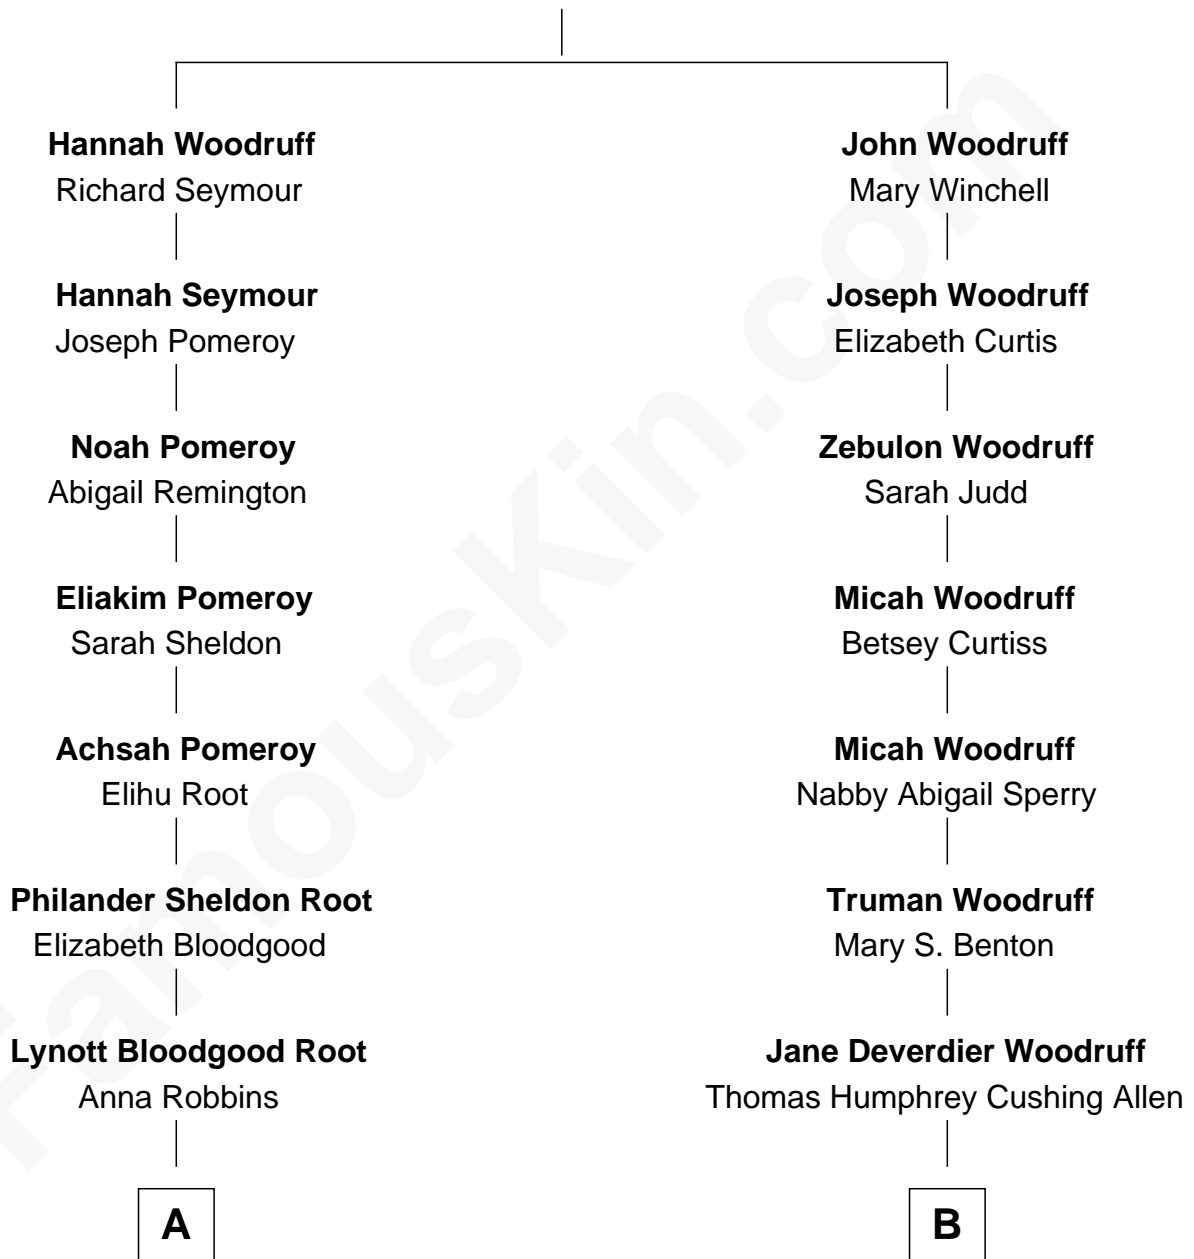 Hannah Woodruff
Richard Seymour
Hannah Seymour
Joseph Pomeroy
Noah Pomeroy
Abigail Remington
Eliakim Pomeroy
Sarah Sheldon
Achsah Pomeroy
Elihu Root
Philander Sheldon Root
Elizabeth Bloodgood
Lynott Bloodgood Root
Anna Robbins
A
John Woodruff
Mary Winchell
Joseph Woodruff
Elizabeth Curtis
Zebulon Woodruff
Sarah Judd
Micah Woodruff
Betsey Curtiss
Micah Woodruff
Nabby Abigail Sperry
Truman Woodruff
Mary S. Benton
Jane Deverdier Woodruff
Thomas Humphrey Cushing Allen
B
FamousKin.com